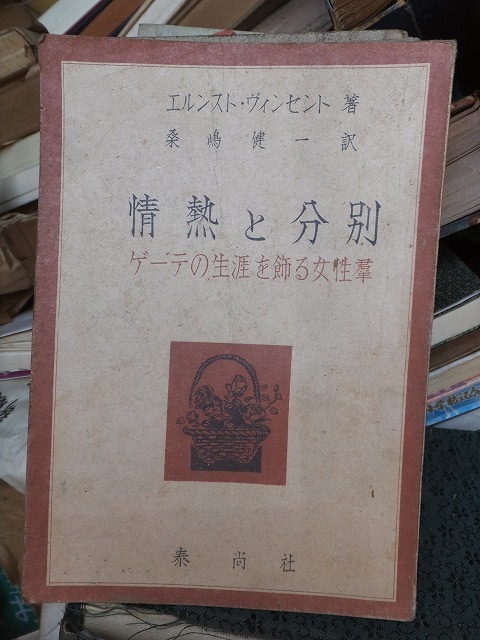 エルンスト・ヴィンセント 著
桑嶋健一訳
情熱と分別
ゲーテの生涯を飾る女性羣
泰尚社